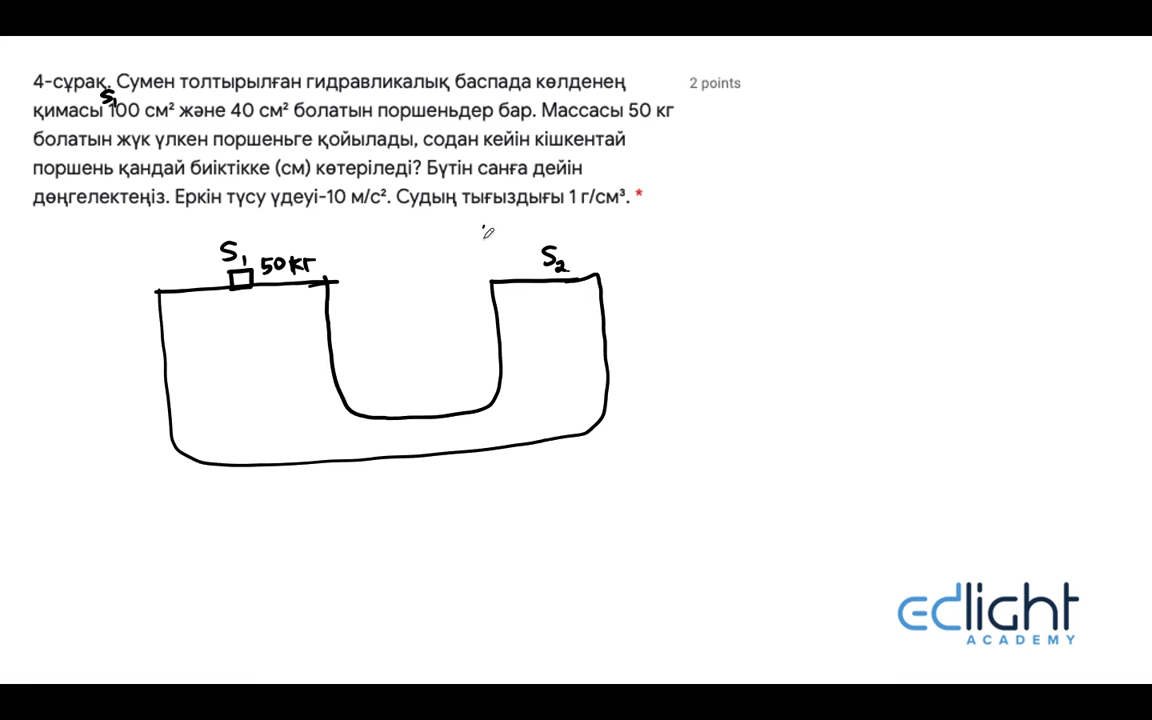 4-сұрақ. Сумен толтырылған гидравликалық баспада көлденең
2 points
S₁
қимасы 100 см² және 40 см² болатын поршеньдер бар. Массасы 50 кг
болатын жүк үлкен поршеньге қойылады, содан кейін кішкентай
поршень қандай биіктікке (см) көтеріледі? Бүтін санға дейін
дөңгелектеңіз. Еркін түсу үдеуі-10 м/с². Судың тығыздығы 1 г/см³. *
S₁
50кг
S₂
edlight
ACADEMY